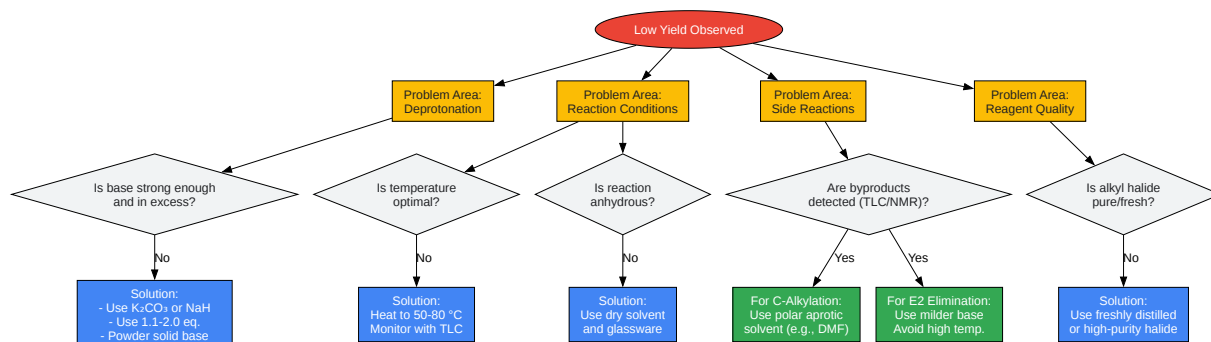 Low Yield Observed
Problem Area:
Deprotonation
Problem Area:
Reaction Conditions
Problem Area:
Side Reactions
Problem Area:
Reagent Quality
Is base strong enough
and in excess?
Is temperature
optimal?
Is reaction
anhydrous?
Are byproducts
detected (TLC/NMR)?
Is alkyl halide
pure/fresh?
No
No
No
Yes
Yes
No
Solution:
- Use K₂CO₃ or NaH
- Use 1.1-2.0 eq.
- Powder solid base
Solution:
Heat to 50-80 °C
Monitor with TLC
Solution:
Use dry solvent
and glassware
For C-Alkylation:
Use polar aprotic
solvent (e.g., DMF)
For E2 Elimination:
Use milder base
Avoid high temp.
Solution:
Use freshly distilled
or high-purity halide